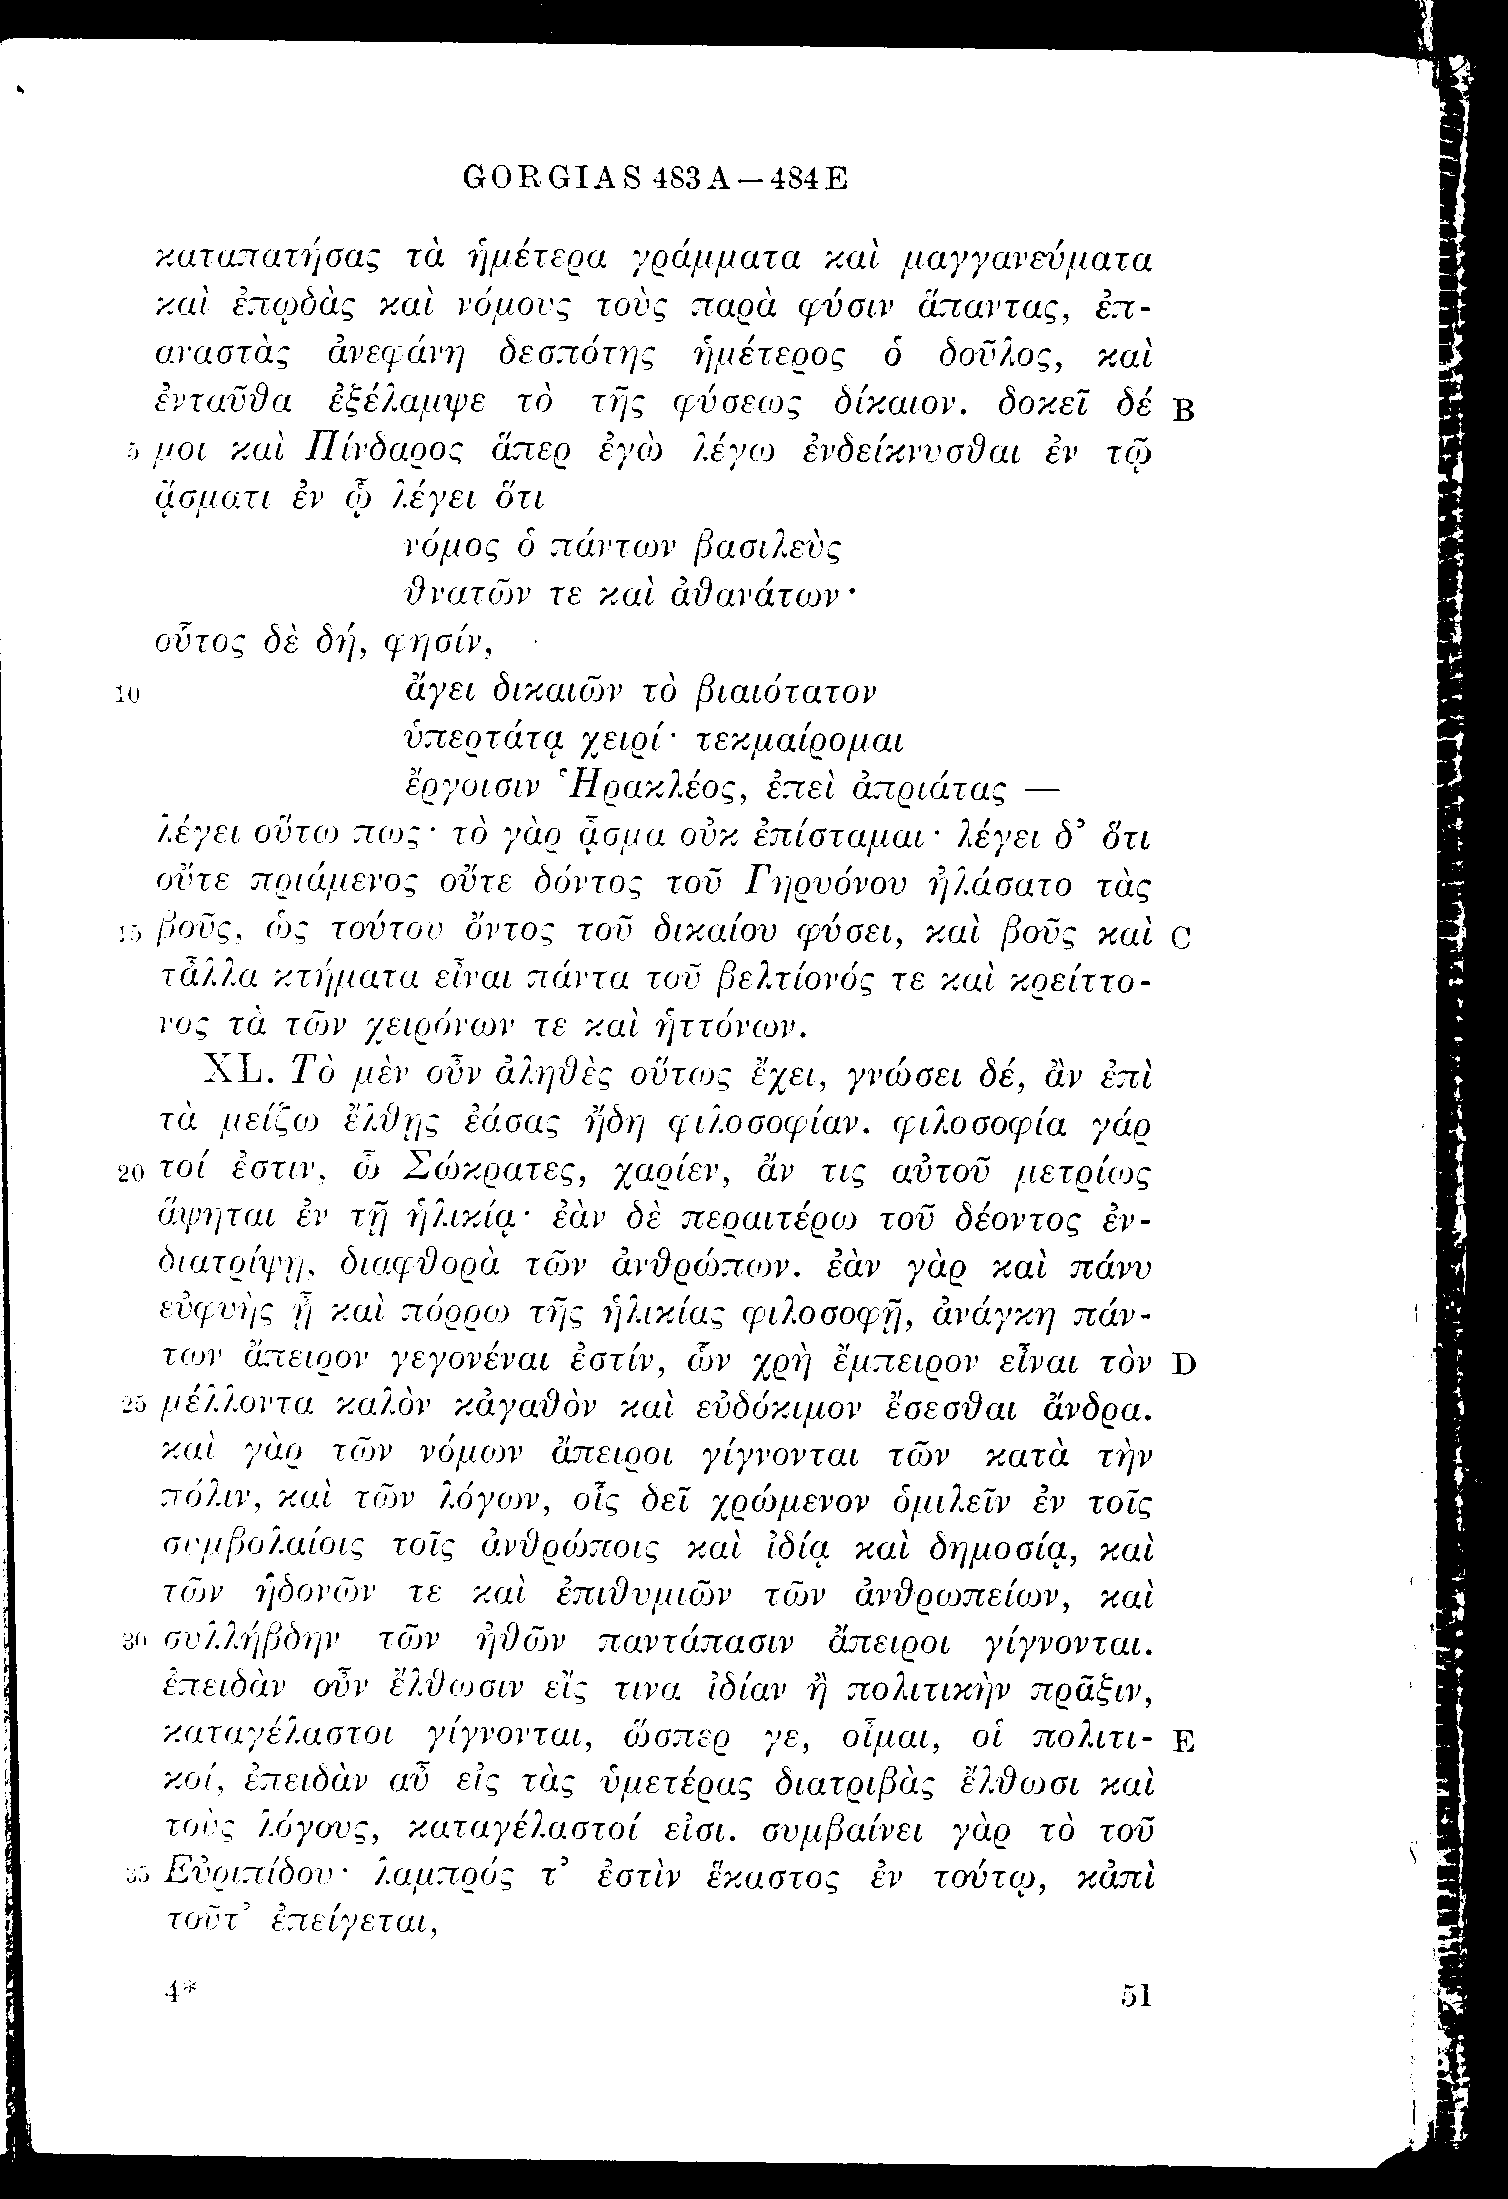 GORGIAS 483A—484E
καταπατήσας τὰ ἡμέτερα γράμματα καὶ μαγγανεύματα
καὶ ἐπῳδὰς καὶ νόμους τοὺς παρὰ φύσιν ἅπαντας, ἐπ-
αναστὰς ἀνεφάνη δεσπότης ἡμέτερος ὁ δοῦλος, καὶ
ἐνταῦθα ἐξέλαμψε τὸ τῆς φύσεως δίκαιον. δοκεῖ δέ B
5 μοι καὶ Πίνδαρος ἅπερ ἐγὼ λέγω ἐνδείκνυσθαι ἐν τῷ
ᾄσματι ἐν ᾧ λέγει ὅτι
νόμος ὁ πάντων βασιλεὺς
θνατῶν τε καὶ ἀθανάτων·
οὗτος δὲ δή, φησίν,
10 ἄγει δικαιῶν τὸ βιαιότατον
ὑπερτάτᾳ χειρί· τεκμαίρομαι
ἔργοισιν Ἡρακλέος, ἐπεὶ ἀπριάτας —
λέγει οὕτω πως· τὸ γὰρ ᾆσμα οὐκ ἐπίσταμαι· λέγει δ’ ὅτι
οὔτε πριάμενος οὔτε δόντος τοῦ Γηρυόνου ἠλάσατο τὰς
15 βοῦς, ὡς τούτου ὄντος τοῦ δικαίου φύσει, καὶ βοῦς καὶ C
τἆλλα κτήματα εἶναι πάντα τοῦ βελτίονός τε καὶ κρείττο-
νος τὰ τῶν χειρόνων τε καὶ ἡττόνων.
XL. Τὸ μὲν οὖν ἀληθὲς οὕτως ἔχει, γνώσει δέ, ἂν ἐπὶ
τὰ μείζω ἔλθῃς ἐάσας ἤδη φιλοσοφίαν. φιλοσοφία γάρ
20 τοί ἐστιν, ὦ Σώκρατες, χαρίεν, ἄν τις αὐτοῦ μετρίως
ἅψηται ἐν τῇ ἡλικίᾳ· ἐὰν δὲ περαιτέρω τοῦ δέοντος ἐν-
διατρίψῃ, διαφθορὰ τῶν ἀνθρώπων. ἐὰν γὰρ καὶ πάνυ
εὐφυὴς ᾖ καὶ πόρρω τῆς ἡλικίας φιλοσοφῇ, ἀνάγκη πάν-
των ἄπειρον γεγονέναι ἐστίν, ὧν χρὴ ἔμπειρον εἶναι τὸν D
25 μέλλοντα καλὸν κἀγαθὸν καὶ εὐδόκιμον ἔσεσθαι ἄνδρα.
καὶ γὰρ τῶν νόμων ἄπειροι γίγνονται τῶν κατὰ τὴν
πόλιν, καὶ τῶν λόγων, οἷς δεῖ χρώμενον ὁμιλεῖν ἐν τοῖς
συμβολαίοις τοῖς ἀνθρώποις καὶ ἰδίᾳ καὶ δημοσίᾳ, καὶ
τῶν ἡδονῶν τε καὶ ἐπιθυμιῶν τῶν ἀνθρωπείων, καὶ
30 συλλήβδην τῶν ἠθῶν παντάπασιν ἄπειροι γίγνονται.
ἐπειδὰν οὖν ἔλθωσιν εἴς τινα ἰδίαν ἢ πολιτικὴν πρᾶξιν,
καταγέλαστοι γίγνονται, ὥσπερ γε, οἶμαι, οἱ πολιτι- E
κοί, ἐπειδὰν αὖ εἰς τὰς ὑμετέρας διατριβὰς ἔλθωσι καὶ
τοὺς λόγους, καταγέλαστοί εἰσι. συμβαίνει γὰρ τὸ τοῦ
35 Εὐριπίδου· λαμπρός τ’ ἐστὶν ἕκαστος ἐν τούτῳ, κἀπὶ
τοῦτ’ ἐπείγεται,
4* 51